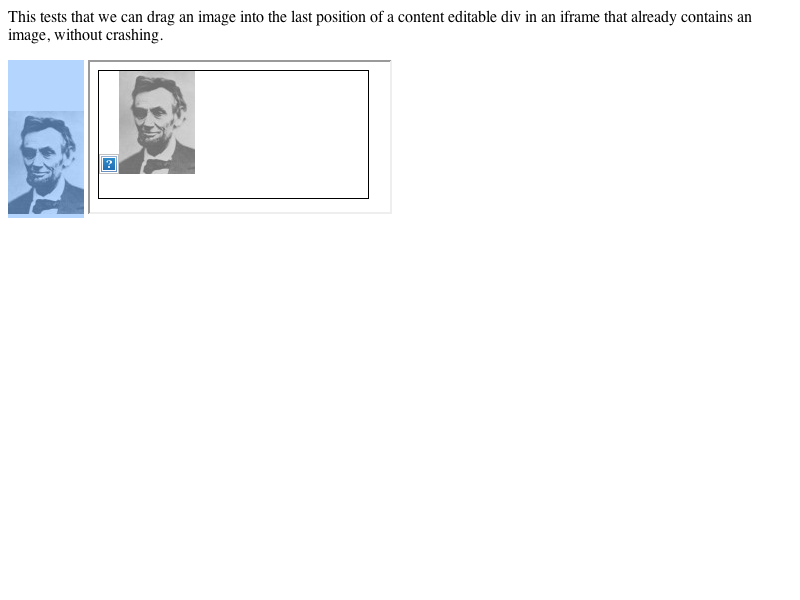 This tests that we can drag an image into the last position of a content editable div in an iframe that already contains an
image, without crashing.
?